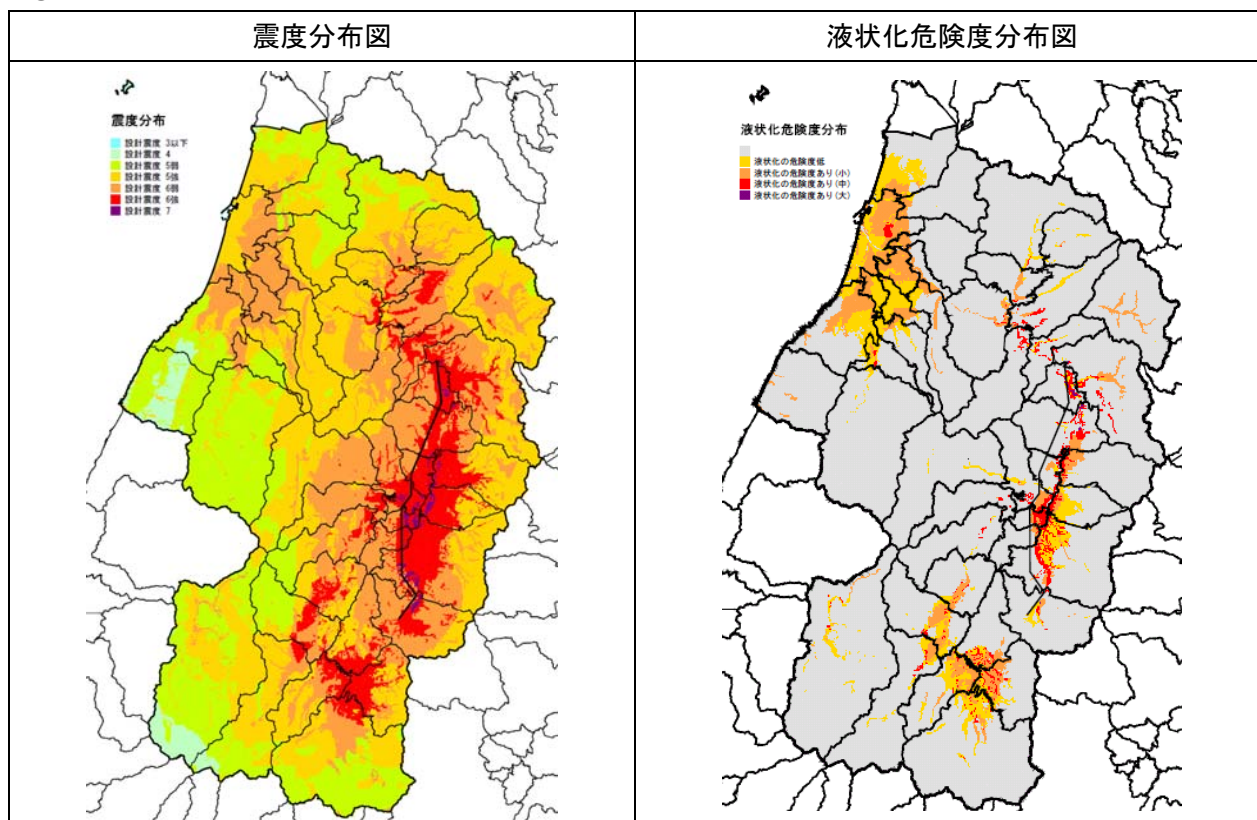 震度分布図
液状化危険度分布図
震度分布
設計震度 3以下
設計震度 4
設計震度 5弱
設計震度 5強
設計震度 6弱
設計震度 6強
設計震度 7
液状化危険度分布
液状化の危険度低
液状化の危険度あり(小)
液状化の危険度あり(中)
液状化の危険度あり(大)